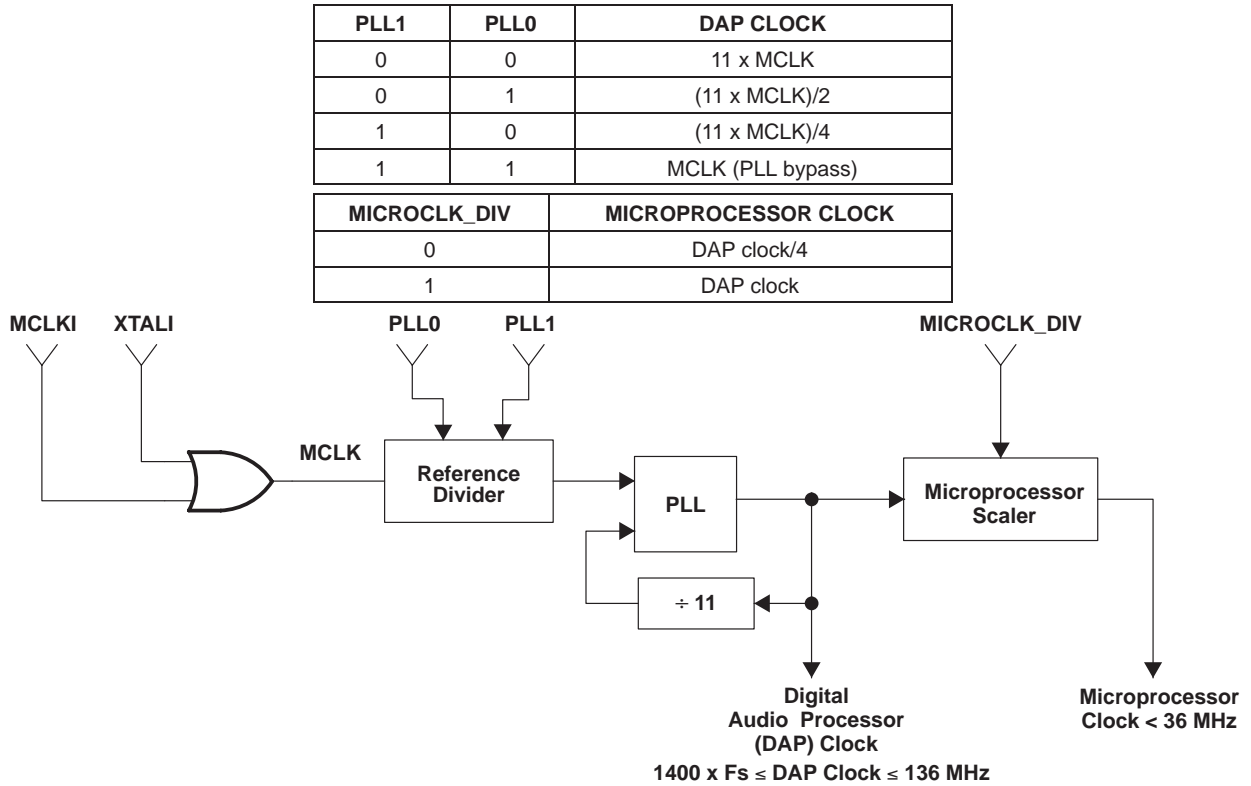 PLL1 PLL0 DAP CLOCK
0 0 11 x MCLK
0 1 (11 x MCLK)/2
1 0 (11 x MCLK)/4
1 1 MCLK (PLL bypass)
MICROCLK_DIV MICROPROCESSOR CLOCK
0 DAP clock/4
1 DAP clock
MCLKI XTALI PLL0 PLL1 MICROCLK_DIV
MCLK
Reference
Divider
PLL
Microprocessor
Scaler
÷ 11
Digital
Audio Processor
(DAP) Clock
1400 x Fs ≤ DAP Clock ≤ 136 MHz
Microprocessor
Clock < 36 MHz